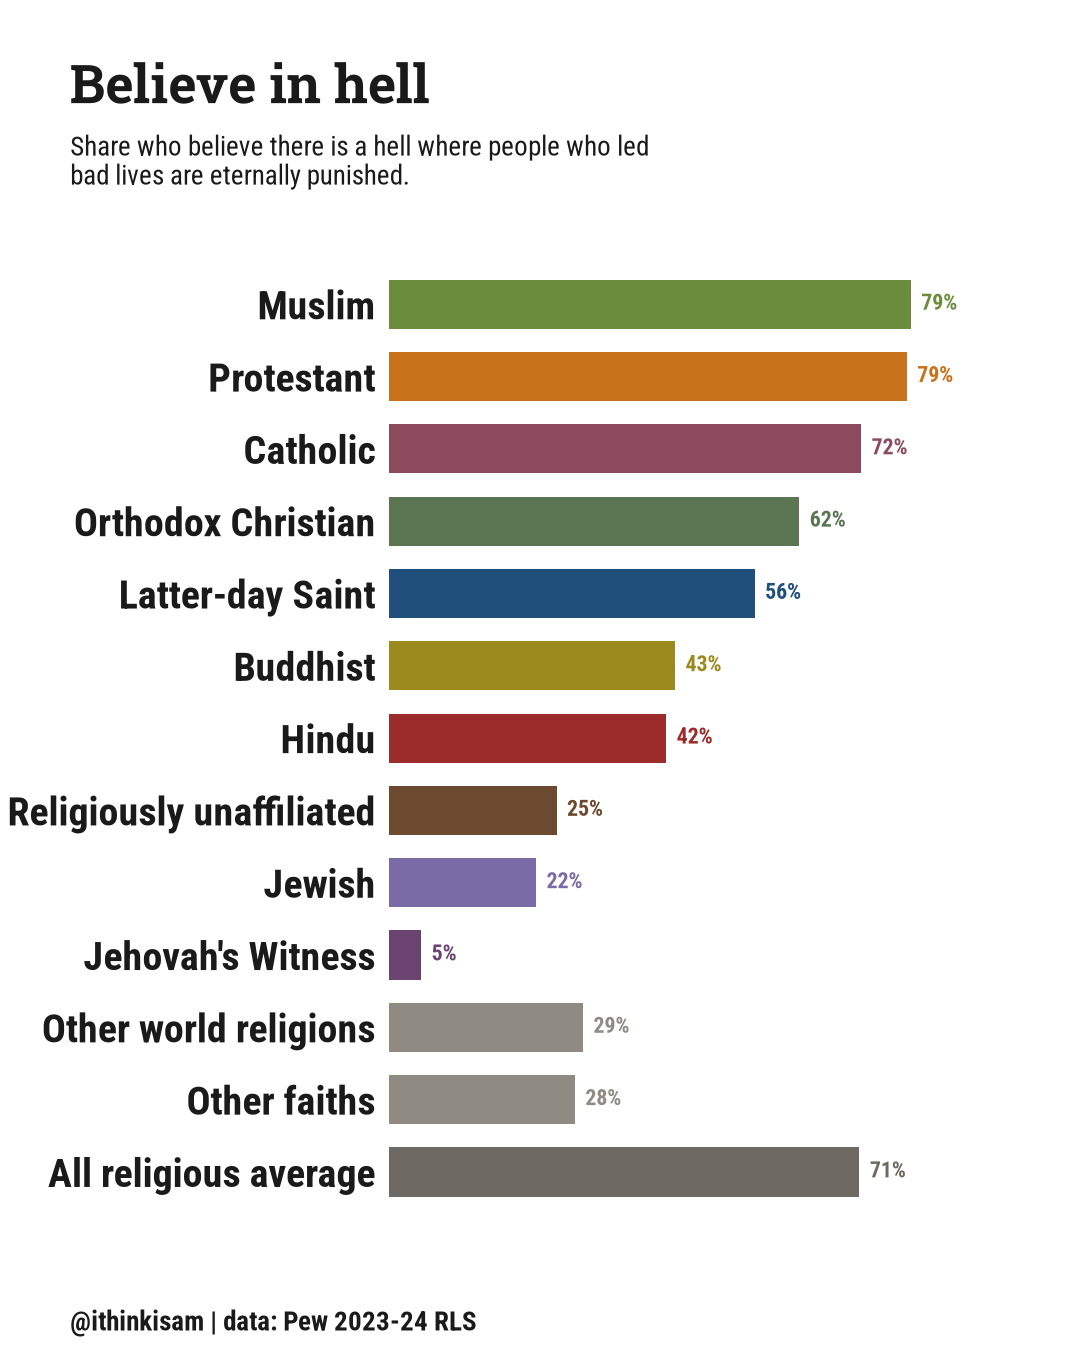 Believe in hell
Share who believe there is a hell where people who led
bad lives are eternally punished.
Muslim 79%
Protestant 79%
Catholic 72%
Orthodox Christian 62%
Latter-day Saint 56%
Buddhist 43%
Hindu 42%
Religiously unaffiliated 25%
Jewish 22%
Jehovah's Witness 5%
Other world religions 29%
Other faiths 28%
All religious average 71%
@ithinkisam | data: Pew 2023-24 RLS